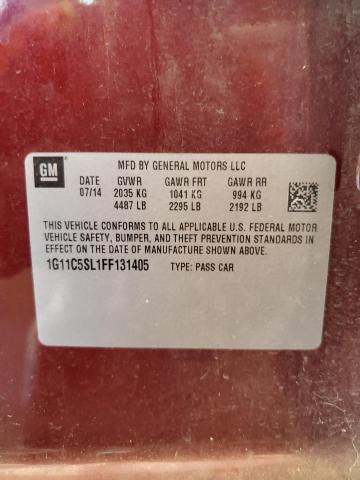 GM
MFD BY GENERAL MOTORS LLC
DATE GVWR GAWR FRT GAWR RR
07/14 2035 KG 1041 KG 994 KG
4487 LB 2295 LB 2192 LB
THIS VEHICLE CONFORMS TO ALL APPLICABLE U.S. FEDERAL MOTOR
VEHICLE SAFETY, BUMPER, AND THEFT PREVENTION STANDARDS IN
EFFECT ON THE DATE OF MANUFACTURE SHOWN ABOVE.
1G11C5SL1FF131405 TYPE: PASS CAR